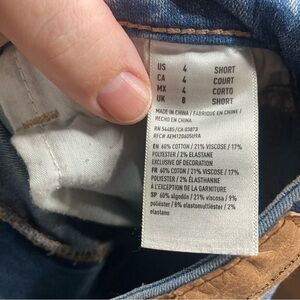 US 4 SHORT
CA 4 COURT
MX 4 CORTO
UK 8 SHORT
MADE IN CHINA / FABRIQUÉ EN CHINE /
HECHO EN CHINA
RN 54485/CA 03873
EN 60% COTTON / 21% VISCOSE / 17%
POLYESTER / 2% ELASTANE
EXCLUSIVE OF DECORATION
FR 60% COTON / 21% VISCOSE / 17%
POLYESTER / 2% ÉLASTHANNE
À L'EXCEPTION DE LA GARNITURE
SP 60% algodón / 21% viscosa / 9%
poliéster / 8% elastomultiéster / 2%
elastano